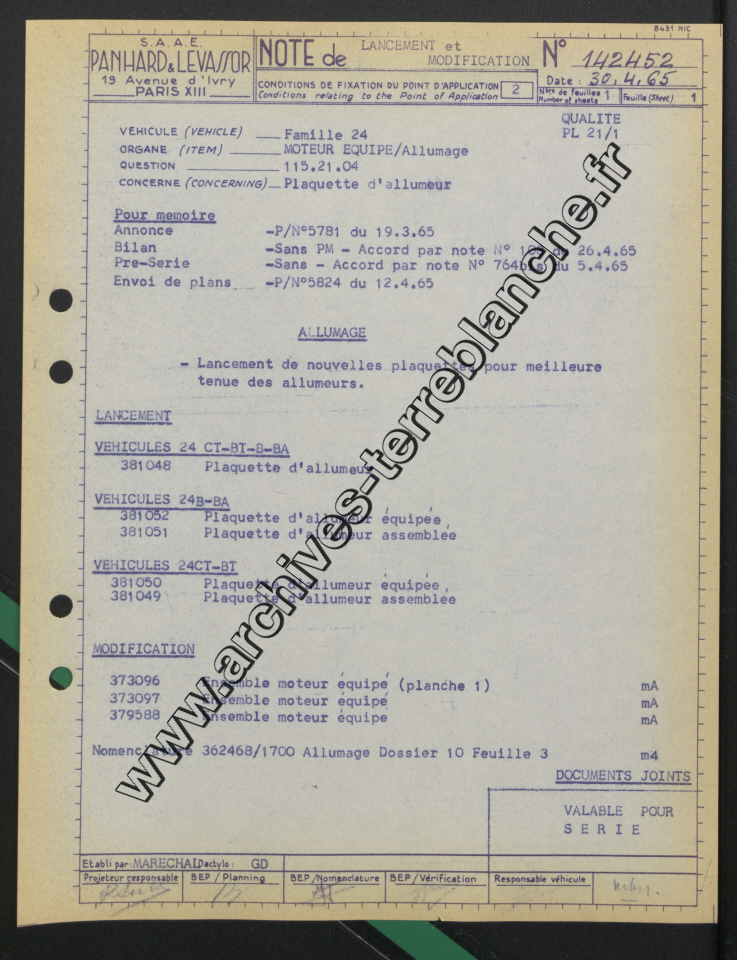 8431 NIC
S.A.A.E.
PANHARD & LEVASSOR
19 Avenue d'Ivry
PARIS XIII
NOTE de LANCEMENT et
MODIFICATION
CONDITIONS DE FIXATION DU POINT D'APPLICATION 2
Conditions relating to the Point of Application
N° 142452
Date : 30.4.65
Nbre de feuilles 1
Number of sheets
Feuille (Sheet) 1
QUALITE
PL 21/1
VEHICULE (VEHICLE) Famille 24
ORGANE (ITEM) MOTEUR EQUIPE/Allumage
QUESTION 115.21.04
CONCERNE (CONCERNING) Plaquette d'allumeur
Pour memoire
Annonce -P/N°5781 du 19.3.65
Bilan -Sans PM - Accord par note N° du 26.4.65
Pre-Serie -Sans - Accord par note N° 764bis du 5.4.65
Envoi de plans -P/N°5824 du 12.4.65
ALLUMAGE
- Lancement de nouvelles plaquettes pour meilleure
tenue des allumeurs.
LANCEMENT
VEHICULES 24 CT-BT-B-BA
381048 Plaquette d'allumeur
VEHICULES 24B-BA
381052 Plaquette d'allumeur équipée
381051 Plaquette d'allumeur assemblée
VEHICULES 24CT-BT
381050 Plaquette d'allumeur équipée
381049 Plaquette d'allumeur assemblée
MODIFICATION
373096 Ensemble moteur équipé (planche 1) mA
373097 Ensemble moteur équipé mA
379588 Ensemble moteur équipé mA
Nomenclature 362468/1700 Allumage Dossier 10 Feuille 3 m4
DOCUMENTS JOINTS
VALABLE POUR
SERIE
Etabli par: MARECHAL Dactylo: GD
Projeteur responsable
BEP / Planning
BEP / Nomenclature
BEP / Vérification
Responsable véhicule
www.archives-terreblanche.fr